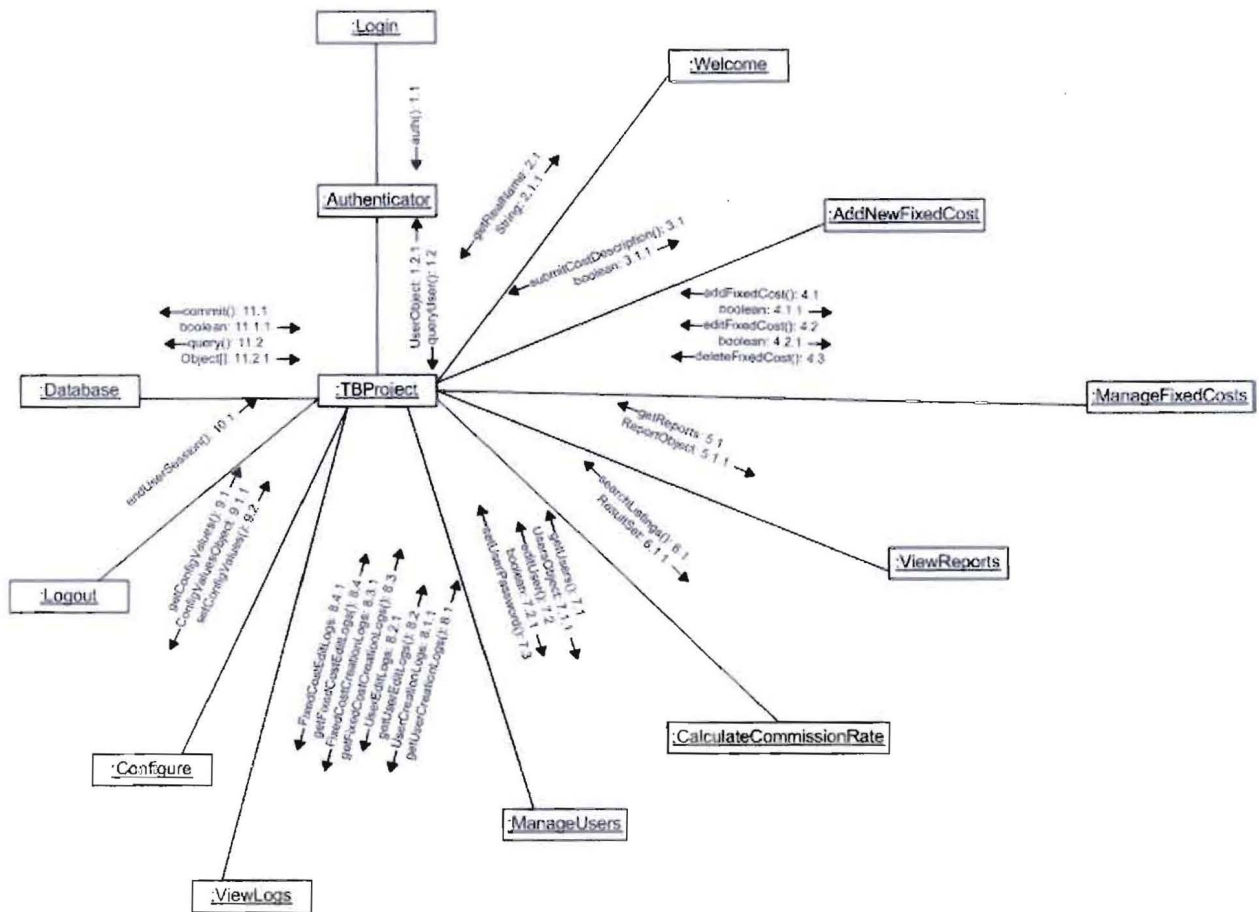 :Login
:Welcome
auth(): 1.1
:Authenticator
getRealName: 2.1
String: 2.1.1
:AddNewFixedCost
UserObject: 1.2.1
queryUser(): 1.2
submitCostDescription(): 3.1
boolean: 3.1.1
addFixedCost(): 4.1
boolean: 4.1.1
editFixedCost(): 4.2
boolean: 4.2.1
deleteFixedCost(): 4.3
commit(): 11.1
boolean: 11.1.1
query(): 11.2
Object[]: 11.2.1
:Database
:TBProject
:ManageFixedCosts
endUserSession(): 10.1
getReports: 5.1
ReportObject: 5.1.1
:Logout
getConfigValues(): 9.1
ConfigValuesObject: 9.1.1
setConfigValues(): 9.2
searchListings(): 6.1
ResultSet: 6.1.1
:ViewReports
getUsers(): 7.1
UsersObject: 7.1.1
editUser(): 7.2
boolean: 7.2.1
setUserPassword(): 7.3
FixedCostEditLogs: 8.4.1
getFixedCostEditLogs(): 8.4
FixedCostCreationLogs: 8.3.1
getFixedCostCreationLogs(): 8.3
UserEditLogs: 8.2.1
getUserEditLogs(): 8.2
UserCreationLogs: 8.1.1
getUserCreationLogs(): 8.1
:CalculateCommissionRate
:Configure
:ManageUsers
:ViewLogs